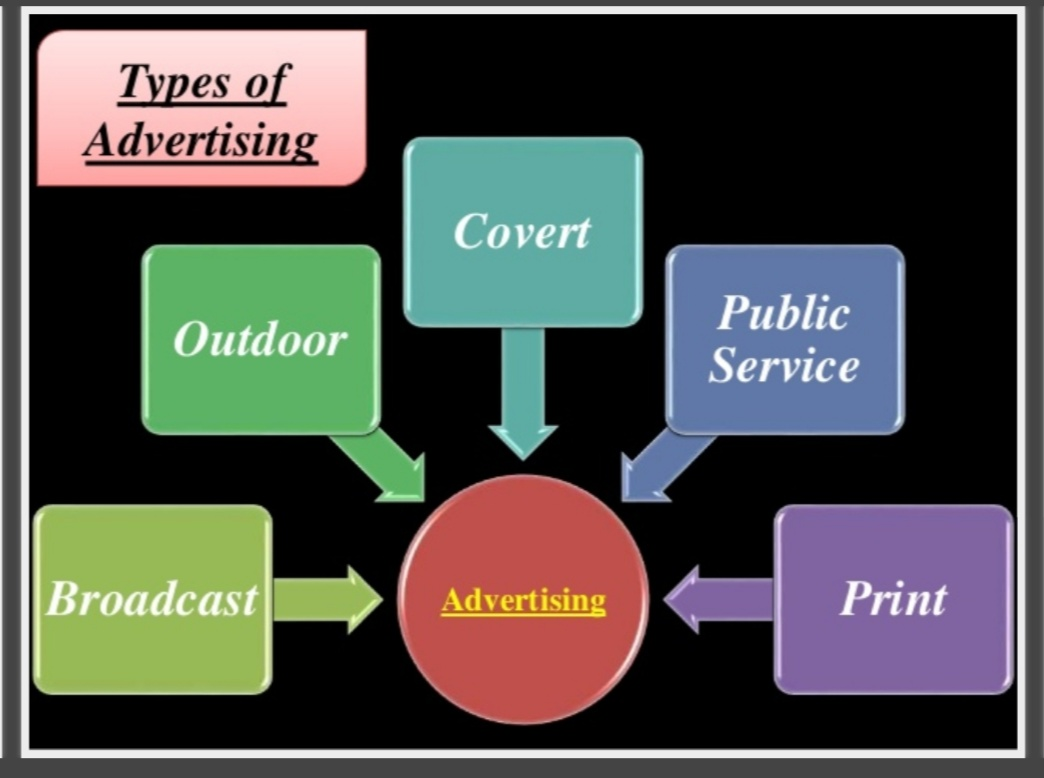 Types of
Advertising
Covert
Outdoor
Public
Service
Broadcast
Advertising
Print